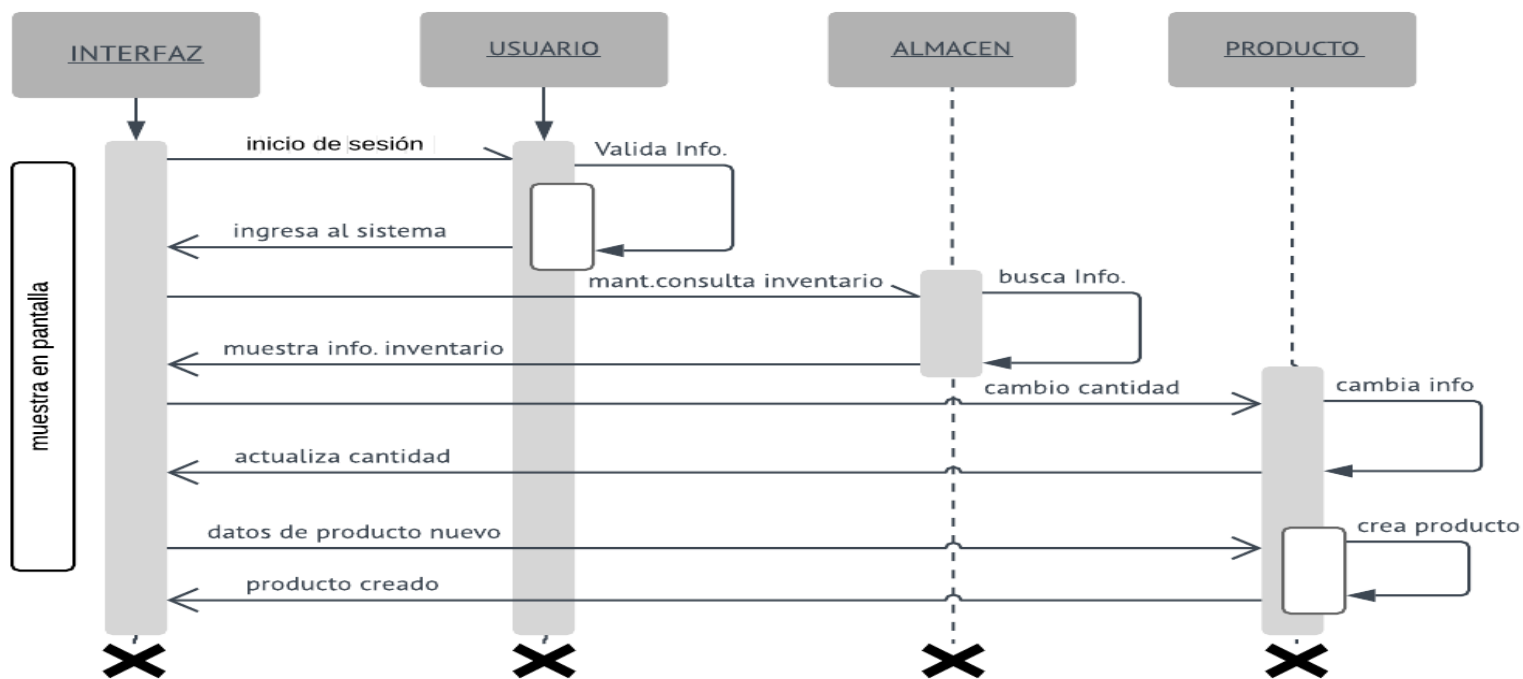 INTERFAZ
USUARIO
ALMACEN
PRODUCTO
inicio de sesión
Valida Info.
ingresa al sistema
mant.consulta inventario
busca Info.
muestra info. inventario
cambio cantidad
cambia info
actualiza cantidad
datos de producto nuevo
crea producto
producto creado
muestra en pantalla